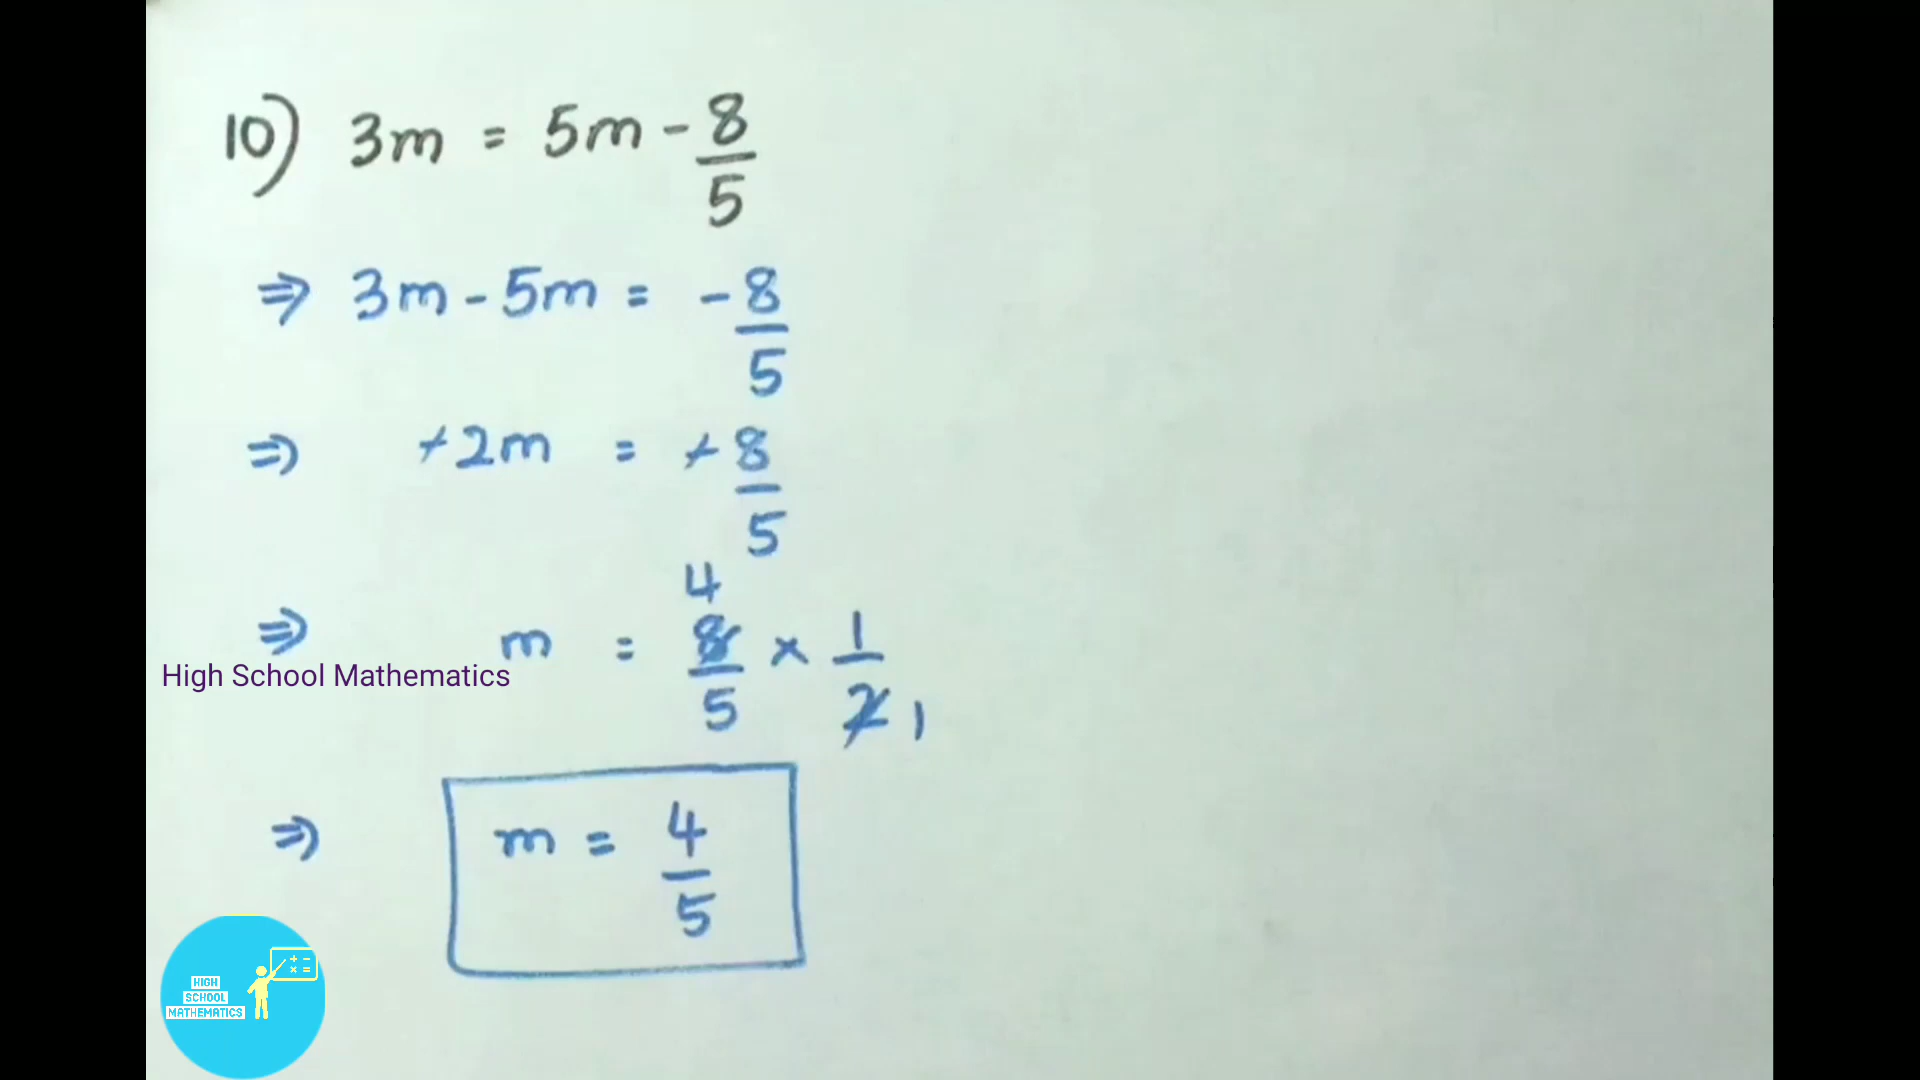 10) 3m = 5m - 8/5
⇒ 3m - 5m = - 8/5
⇒ +2m = + 8/5
⇒ m = 8/5 × 1/2 4 1
High School Mathematics
⇒ m = 4/5
HIGH
SCHOOL
MATHEMATICS